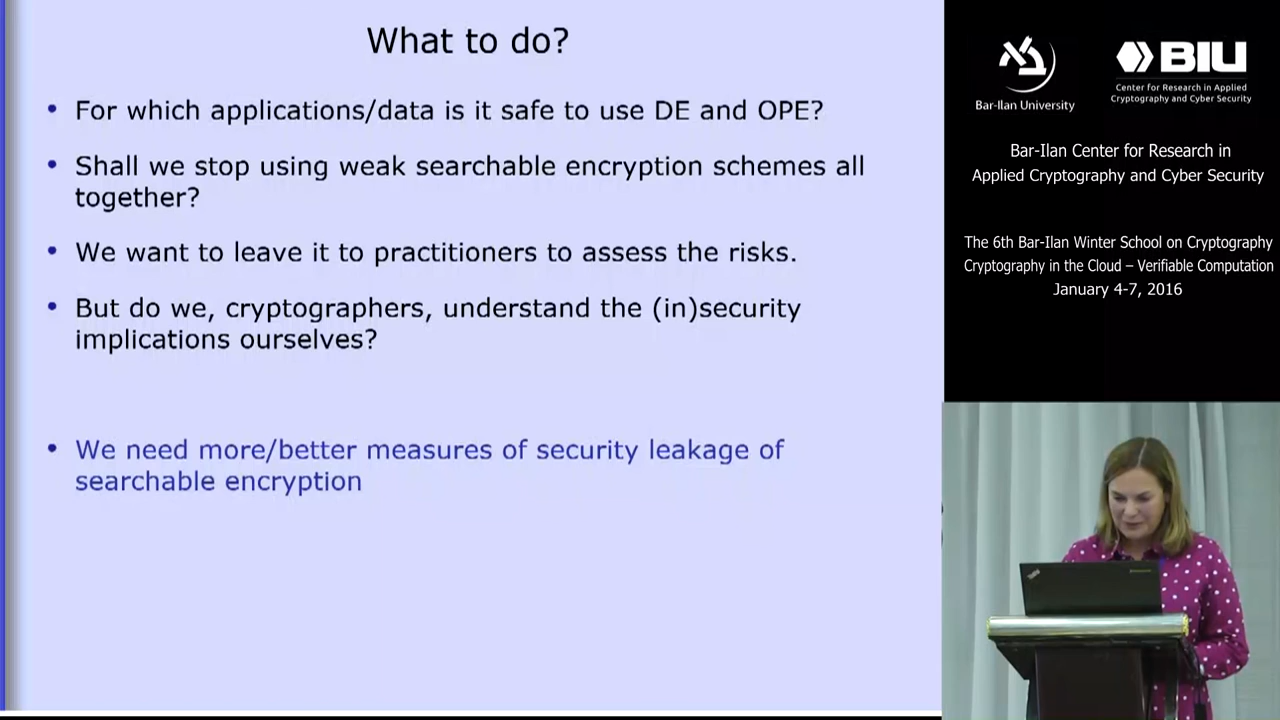 What to do?
• For which applications/data is it safe to use DE and OPE?
• Shall we stop using weak searchable encryption schemes all
together?
• We want to leave it to practitioners to assess the risks.
• But do we, cryptographers, understand the (in)security
implications ourselves?
• We need more/better measures of security leakage of
searchable encryption
Bar-Ilan University
BIU
Center for Research in Applied
Cryptography and Cyber Security
Bar-Ilan Center for Research in
Applied Cryptography and Cyber Security
The 6th Bar-Ilan Winter School on Cryptography
Cryptography in the Cloud – Verifiable Computation
January 4-7, 2016